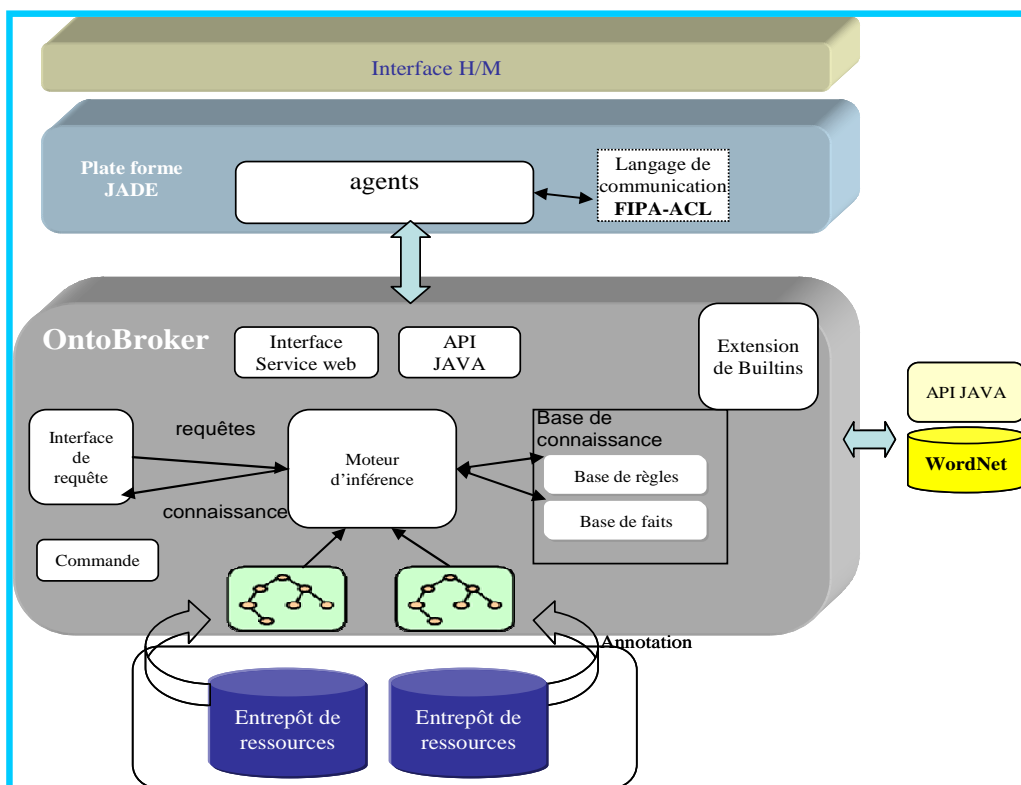 Interface H/M
Plate forme
JADE
agents
Langage de
communication
FIPA-ACL
OntoBroker
Interface
Service web
API
JAVA
Extension
de Builtins
API JAVA
WordNet
Interface
de
requête
requêtes
connaissance
Moteur
d’inférence
Base de
connaissance
Base de règles
Base de faits
Commande
Annotation
Entrepôt de
ressources
Entrepôt de
ressources